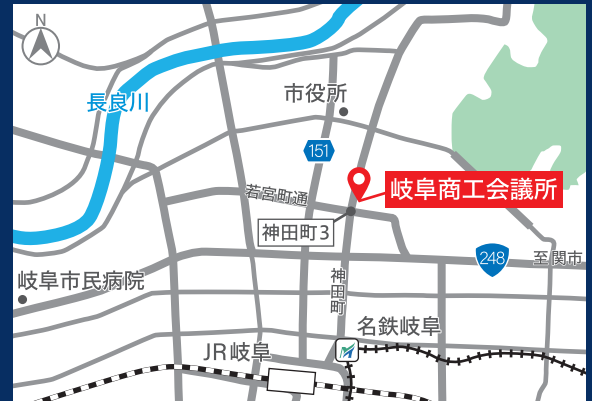 N
長良川
市役所
151
岐阜商工会議所
若宮町通
神田町3
248
至関市
岐阜市民病院
神田町
名鉄岐阜
JR岐阜